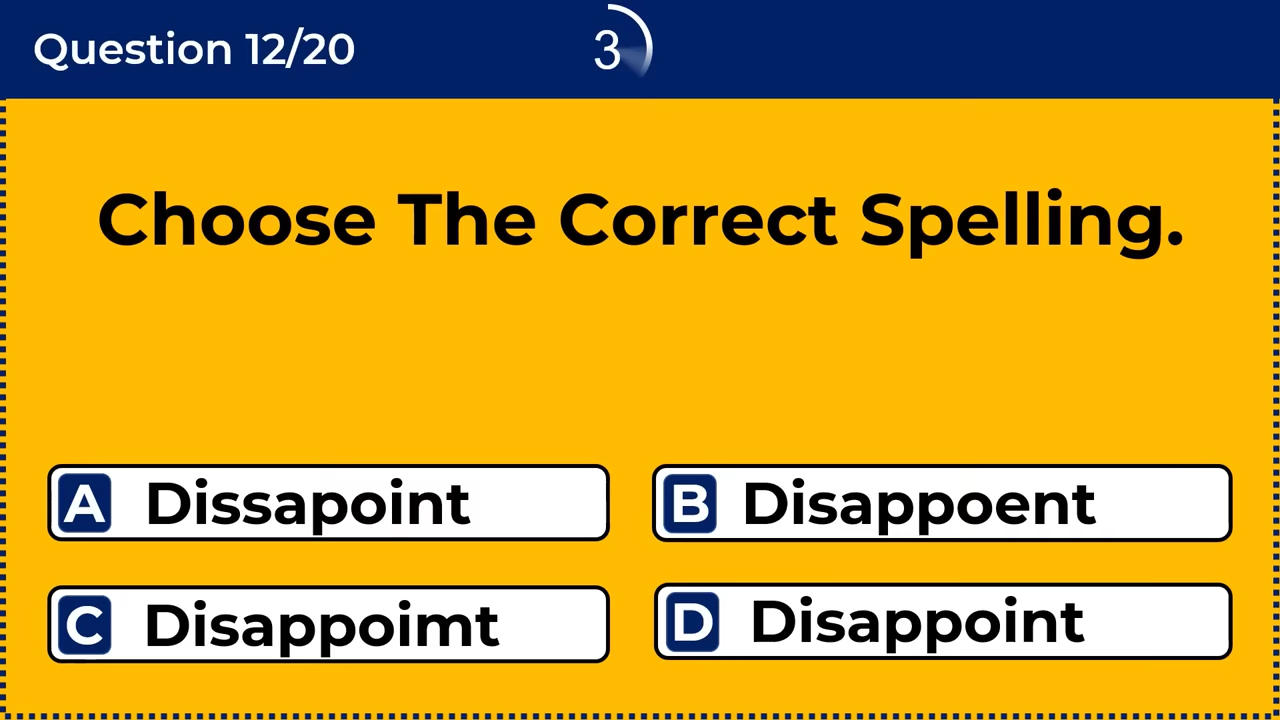 Question 12/20
3
Choose The Correct Spelling.
A Dissapoint
B Disappoent
C Disappoimt
D Disappoint